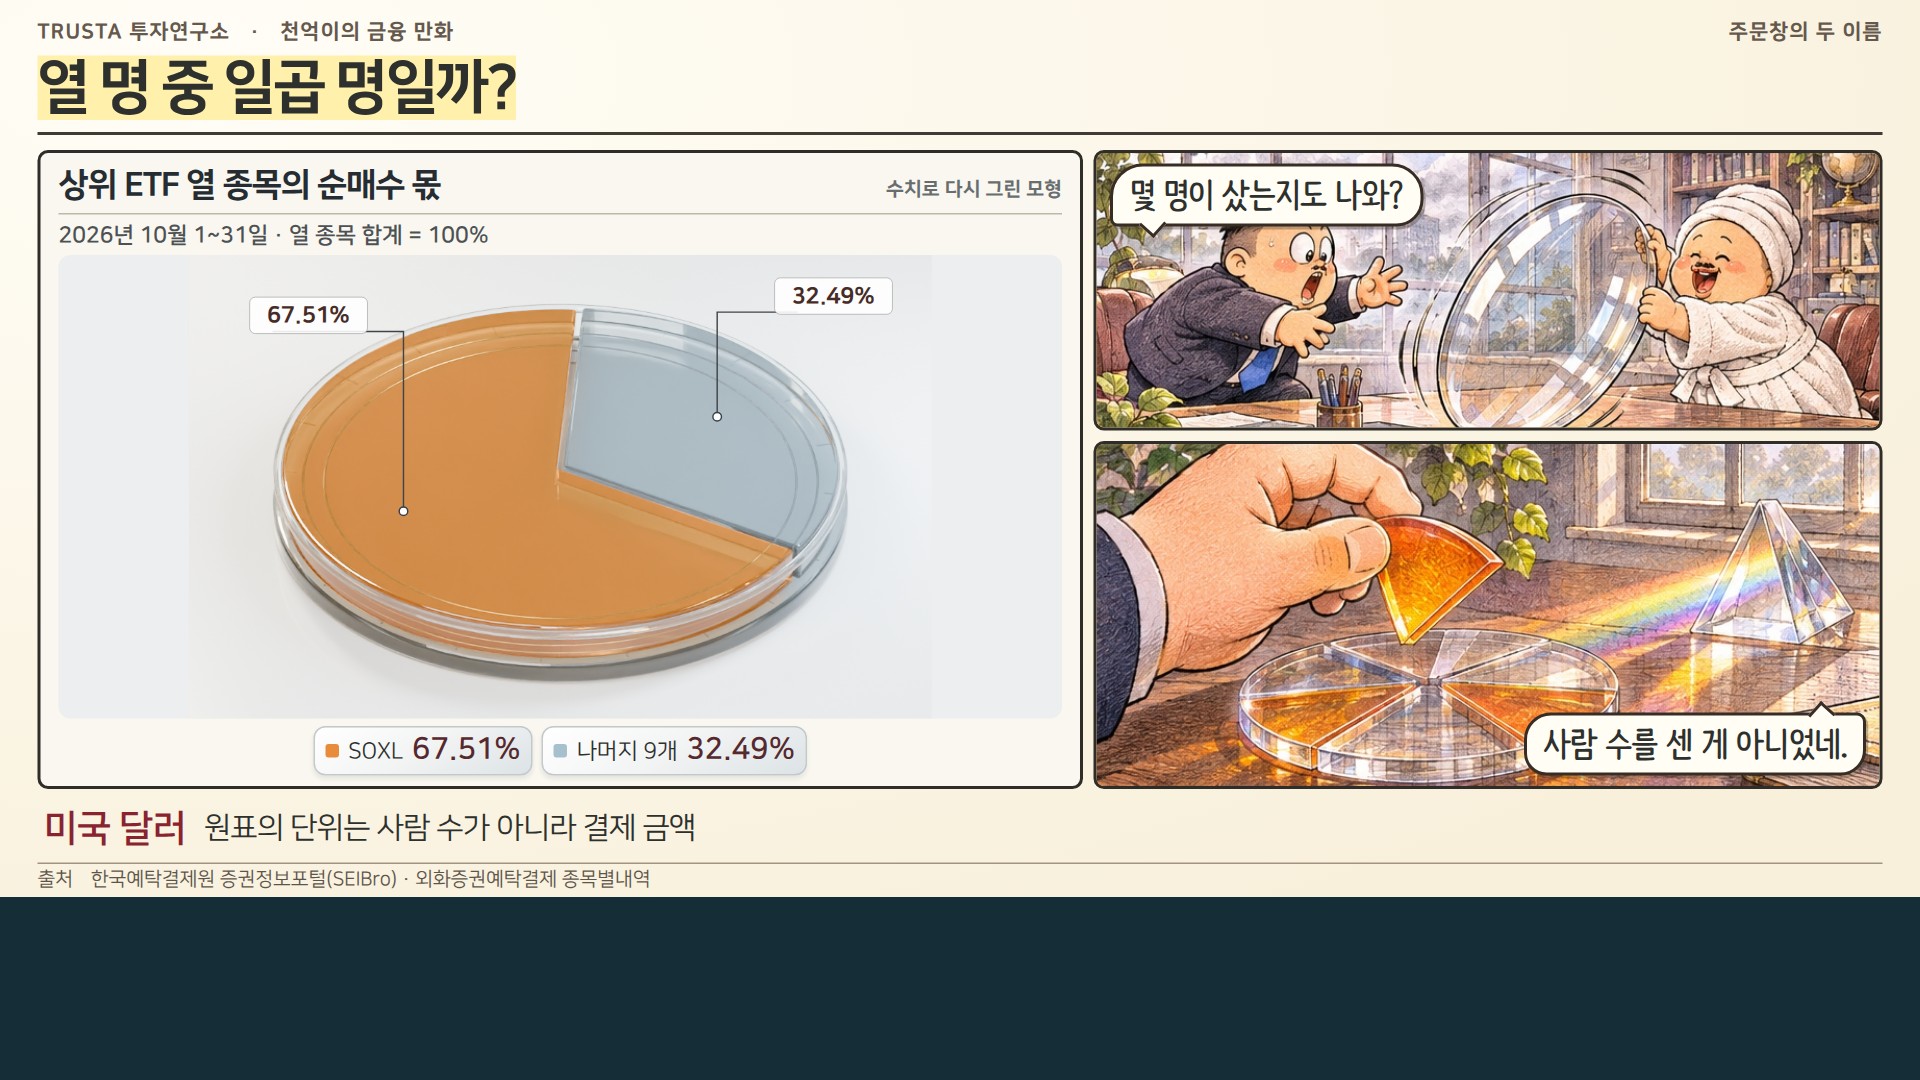 TRUSTA 투자연구소 · 천억이의 금융 만화
주문창의 두 이름
열 명 중 일곱 명일까?
상위 ETF 열 종목의 순매수 몫
수치로 다시 그린 모형
2026년 10월 1~31일 · 열 종목 합계 = 100%
67.51%
32.49%
SOXL 67.51%
나머지 9개 32.49%
몇 명이 샀는지도 나와?
사람 수를 센 게 아니었네.
미국 달러 원표의 단위는 사람 수가 아니라 결제 금액
출처 한국예탁결제원 증권정보포털(SEIBro) · 외화증권예탁결제 종목별내역